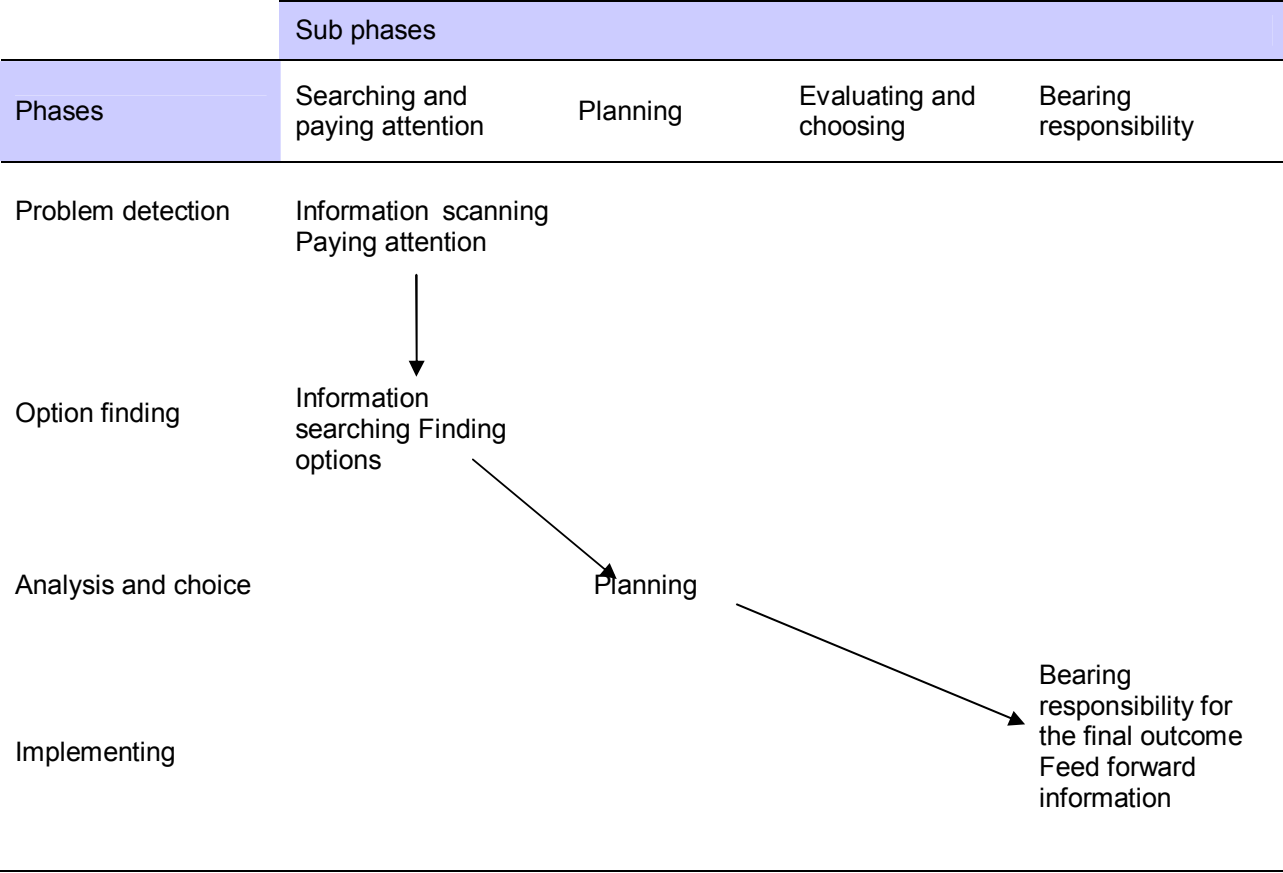 Sub phases
Phases
Searching and
paying attention
Planning
Evaluating and
choosing
Bearing
responsibility
Problem detection
Information  scanning
Paying attention
Option finding
Information
searching Finding
options
Analysis and choice
Planning
Implementing
Bearing
responsibility for
the final outcome
Feed forward
information